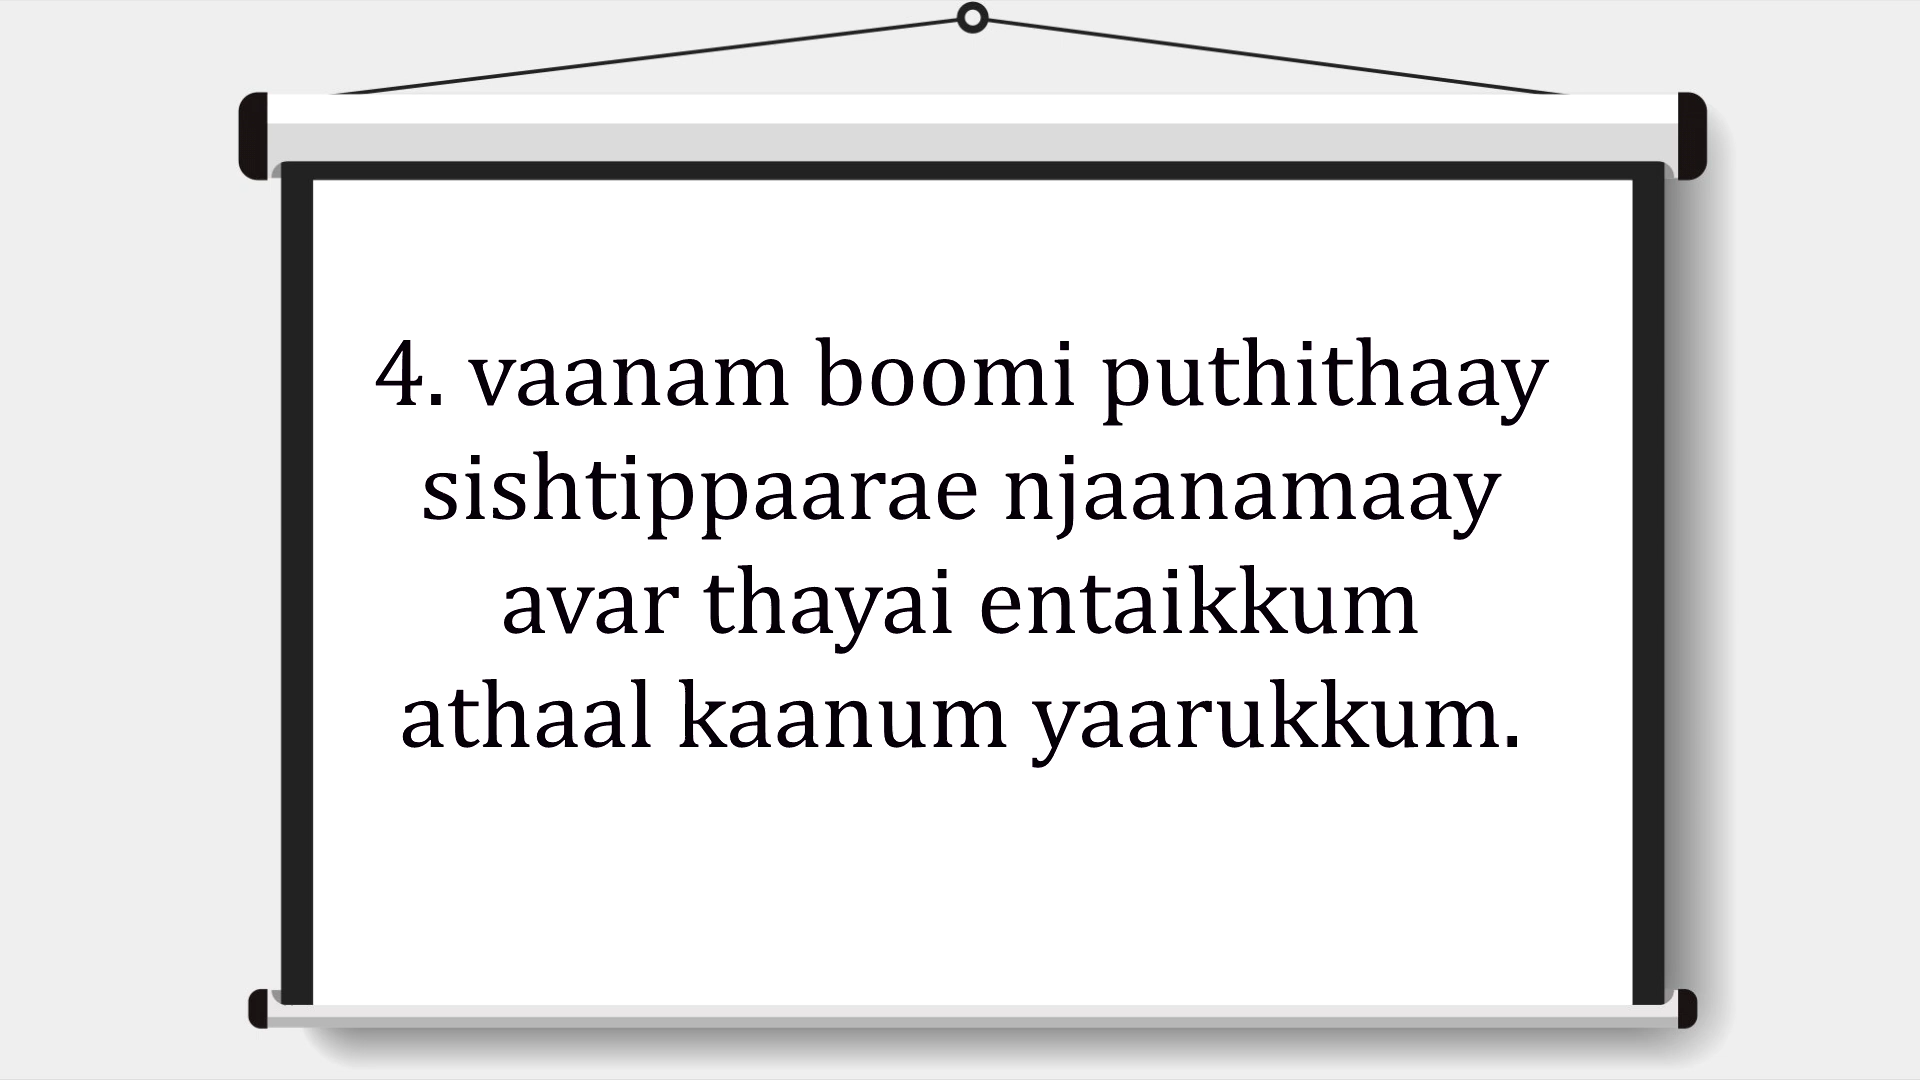 4. vaanam boomi puthithaay
sishtippaarae njaanamaay
avar thayai entaikkum
athaal kaanum yaarukkum.